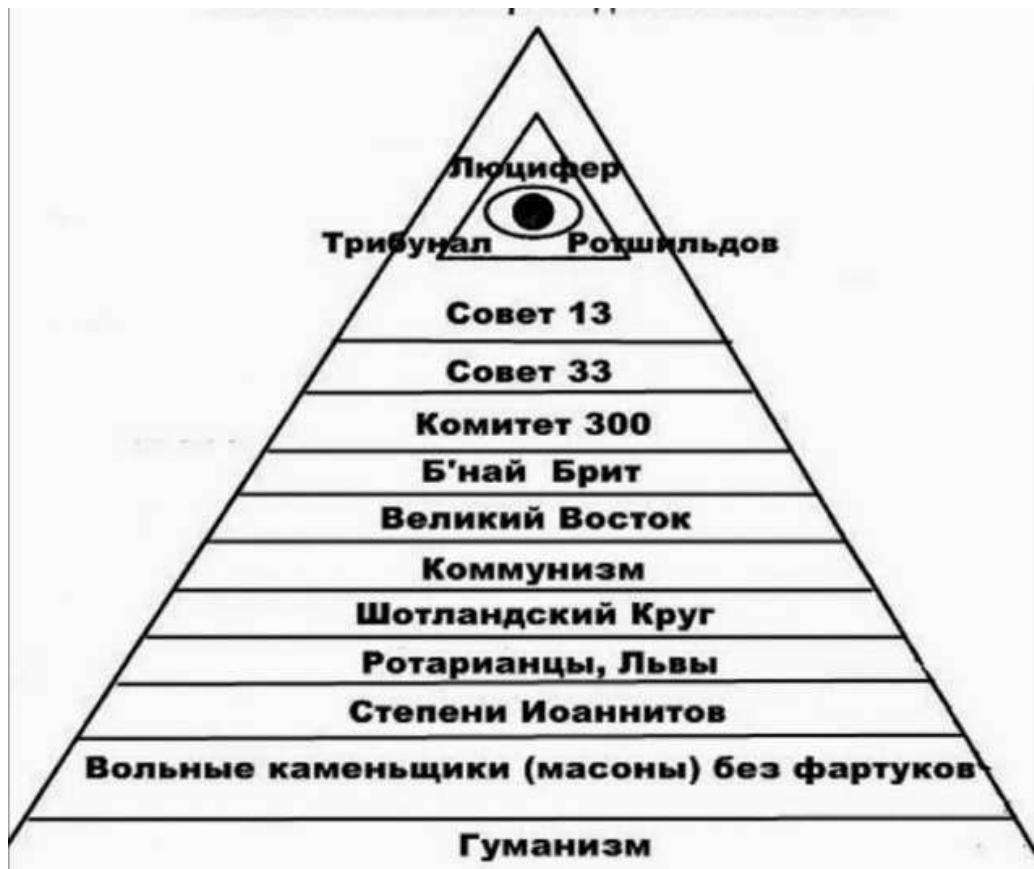 Люцифер
Трибунал Ротшильдов
Совет 13
Совет 33
Комитет 300
Б'най Брит
Великий Восток
Коммунизм
Шотландский Круг
Ротарианцы, Львы
Степени Иоаннитов
Вольные каменьщики (масоны) без фартуков
Гуманизм